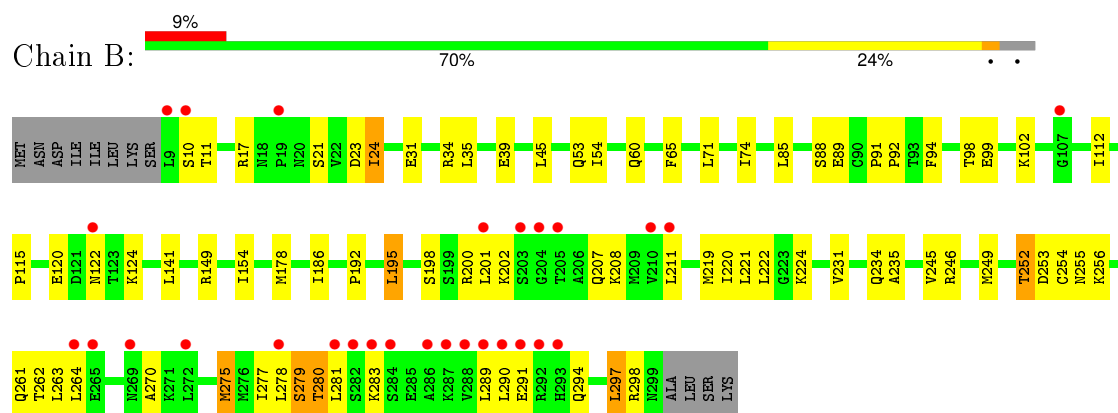 9%
Chain B:
70% 24% • •
MET ASN ASP ILE ILE LEU LYS SER L9 S10 T11 R17 N18 P19 N20 S21 V22 D23 I24 E31 R34 L35 E39 L45 Q53 I54 Q60 F65 L71 I74 L85 S88 E89 C90 P91 P92 T93 F94 T98 E99 K102 G107 I112
P115 E120 D121 N122 T123 K124 L141 R149 I154 M178 I186 P192 L195 S198 S199 R200 L201 K202 S203 G204 T205 A206 Q207 K208 M209 V210 L211 M219 I220 L221 L222 G223 K224 V231 Q234 A235 V245 R246 M249 T252 D253 C254 N255 K256
Q261 T262 L263 L264 E265 N269 A270 K271 L272 M275 M276 I277 L278 S279 T280 L281 S282 K283 S284 E285 A286 K287 V288 L289 L290 E291 R292 H293 Q294 L297 R298 N299 ALA LEU SER LYS